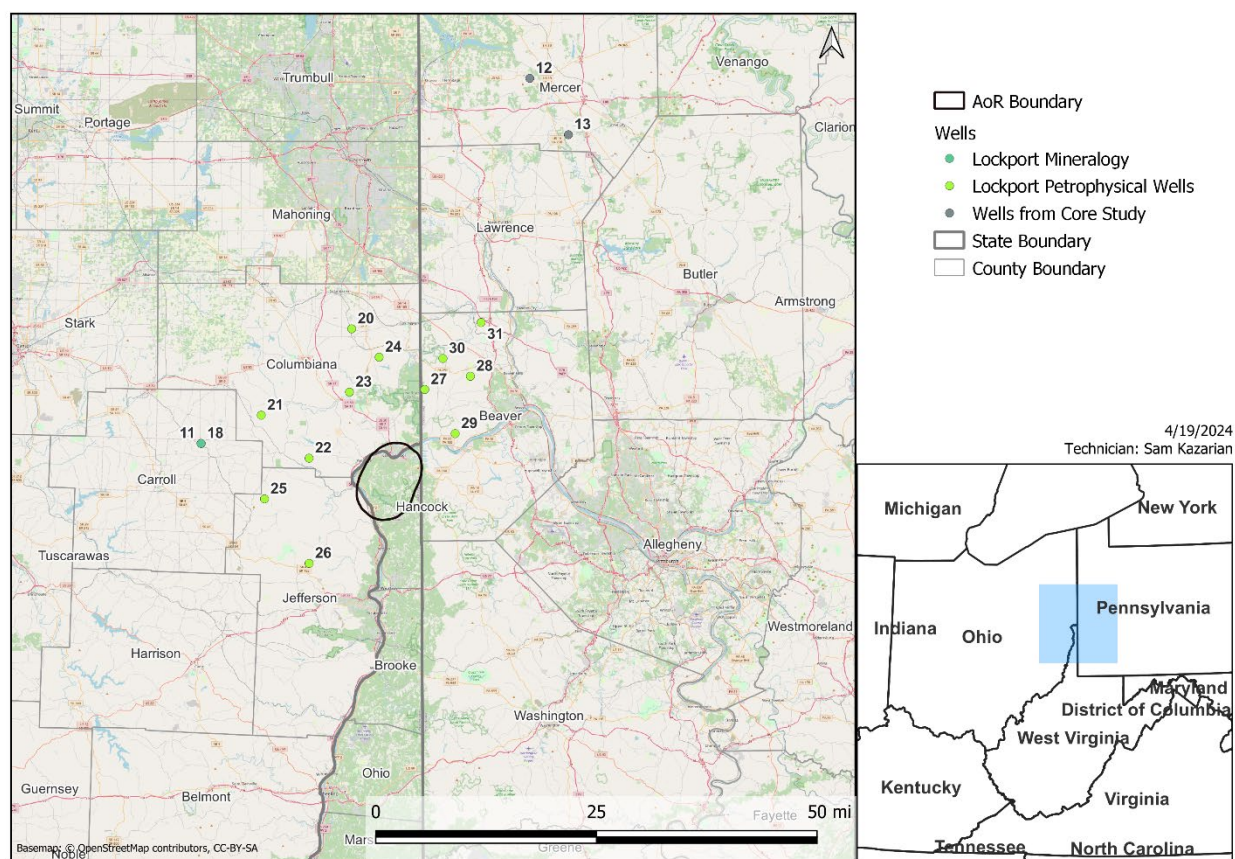 Trumbull
Venango
12
Mercer
Summit
Portage
13
Clarion
Mahoning
Lawrence
Butler
Armstrong
Stark
20
31
24
30
Columbiana
28
23
27
21
Beaver
29
11 18
22
Carroll
25
Hancock
Allegheny
Tuscarawas
26
Jefferson
Westmoreland
Harrison
Brooke
Washington
Ohio
Guernsey
Belmont
0 25 50 mi
Fayette
Mars
Greene
Basemap: © OpenStreetMap contributors, CC-BY-SA
Noble
AoR Boundary
Wells
Lockport Mineralogy
Lockport Petrophysical Wells
Wells from Core Study
State Boundary
County Boundary
4/19/2024
Technician: Sam Kazarian
Michigan
New York
Pennsylvania
Indiana
Ohio
Maryland
District of Columbia
West Virginia
Kentucky
Virginia
Tennessee
North Carolina